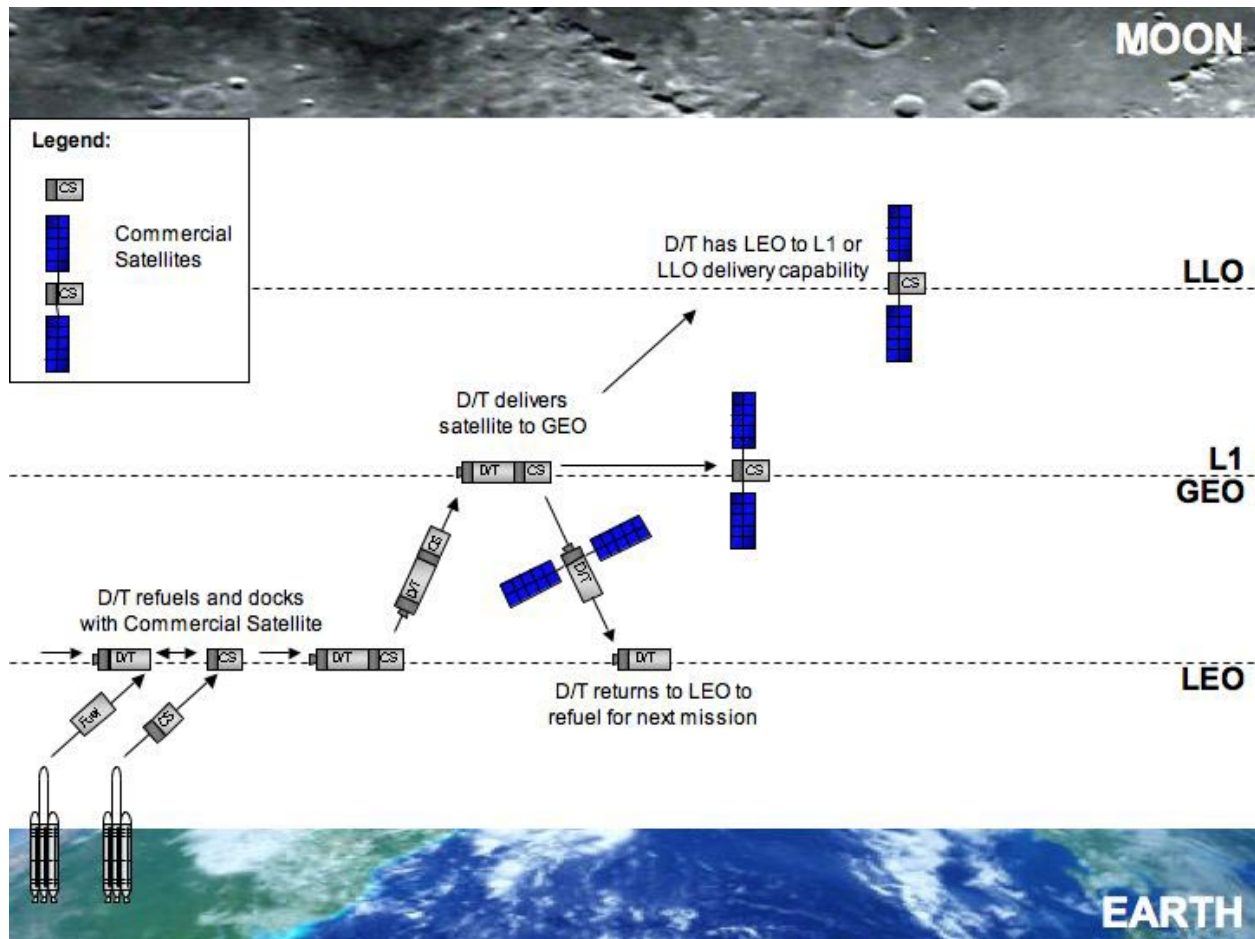 MOON
Legend:
CS
Commercial
Satellites
CS
D/T has LEO to L1 or
LLO delivery capability
CS
LLO
D/T delivers
satellite to GEO
D/T CS
CS
L1
GEO
D/T CS
D/T
D/T refuels and docks
with Commercial Satellite
D/T
CS
D/T CS
D/T
LEO
D/T returns to LEO to
refuel for next mission
Fuel
CS
EARTH